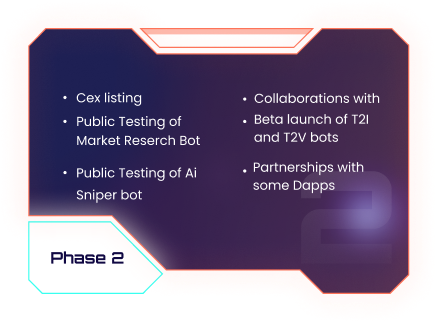 • Cex listing
• Public Testing of
Market Reserch Bot
• Public Testing of Ai
Sniper bot
• Collaborations with
• Beta launch of T2I
and T2V bots
• Partnerships with
some Dapps
2
Phase 2